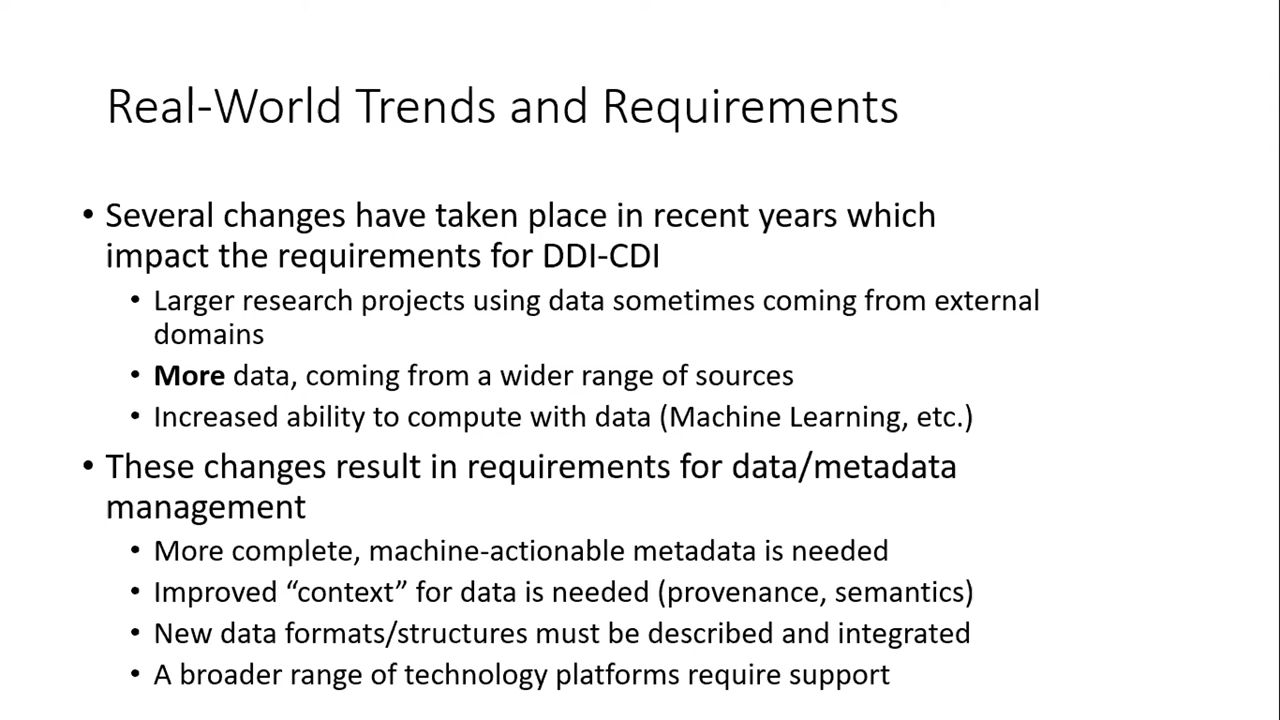 Real-World Trends and Requirements
• Several changes have taken place in recent years which
impact the requirements for DDI-CDI
• Larger research projects using data sometimes coming from external
domains
• More data, coming from a wider range of sources
• Increased ability to compute with data (Machine Learning, etc.)
• These changes result in requirements for data/metadata
management
• More complete, machine-actionable metadata is needed
• Improved “context” for data is needed (provenance, semantics)
• New data formats/structures must be described and integrated
• A broader range of technology platforms require support